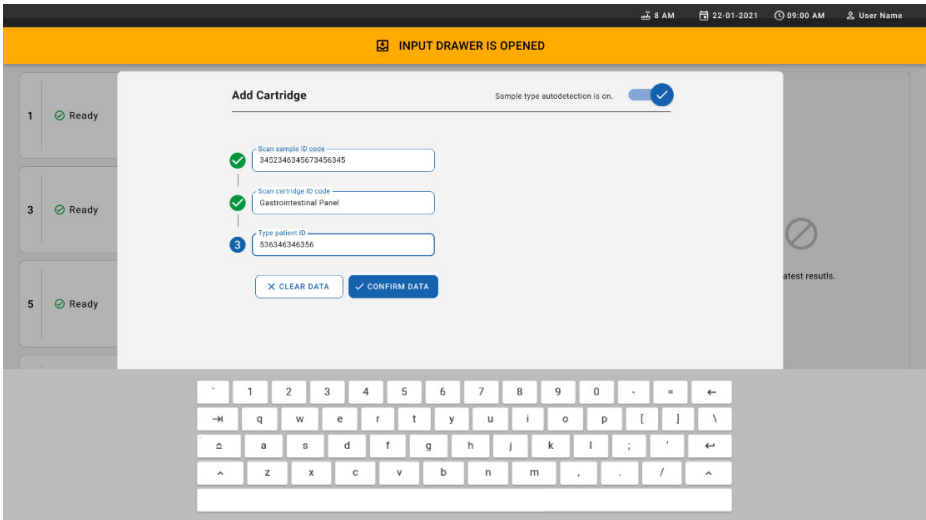 8 AM 22-01-2021 09:00 AM User Name
INPUT DRAWER IS OPENED
Add Cartridge
Sample type autodetection is on.
1 Ready
3 Ready
5 Ready
Scan sample ID code
3452346345673456345
Scan cartridge ID code
Gastrointestinal Panel
3
Type patient ID
536346346356
CLEAR DATA
CONFIRM DATA
atest resutls.
` 1 2 3 4 5 6 7 8 9 0 - =
q w e r t y u i o p [ ] \
a s d f g h j k l ; '
z x c v b n m , . /